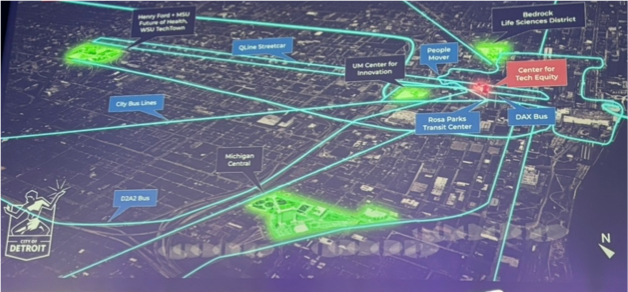 Henry Ford + MSU
Future of Health,
WSU TechTown
Bedrock
Life Sciences District
QLine Streetcar
People
Mover
UM Center for
Innovation
Center for
Tech Equity
City Bus Lines
Rosa Parks
Transit Center
DAX Bus
Michigan
Central
D2A2 Bus
CITY OF
DETROIT
N